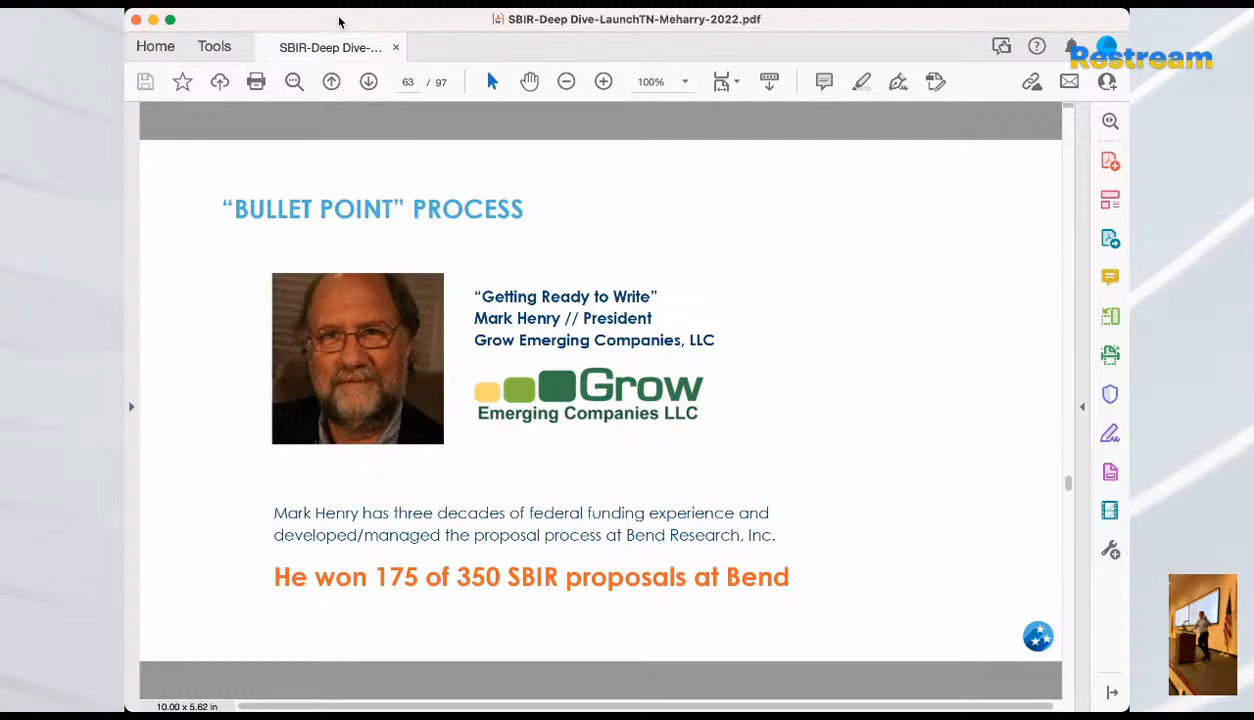 SBIR-Deep Dive-LaunchTN-Meharry-2022.pdf
Home Tools SBIR-Deep Dive-... ×
Restream
63 / 97 100%
“BULLET POINT” PROCESS
“Getting Ready to Write”
Mark Henry // President
Grow Emerging Companies, LLC
Grow
Emerging Companies LLC
Mark Henry has three decades of federal funding experience and
developed/managed the proposal process at Bend Research, Inc.
He won 175 of 350 SBIR proposals at Bend
10.00 x 5.62 in